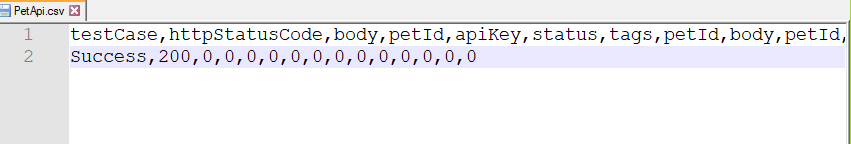 PetApi.csv
1 testCase,httpStatusCode,body,petId,apiKey,status,tags,petId,body,petId,
2 Success,200,0,0,0,0,0,0,0,0,0,0,0,0,0